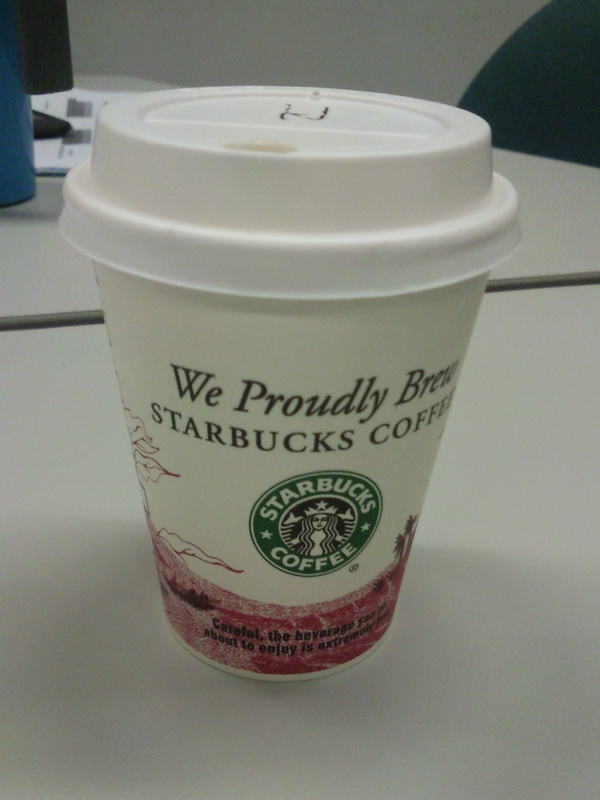 We Proudly Brew
STARBUCKS COFFEE
STARBUCKS
COFFEE
®
Careful, the beverage you're
about to enjoy is extremely